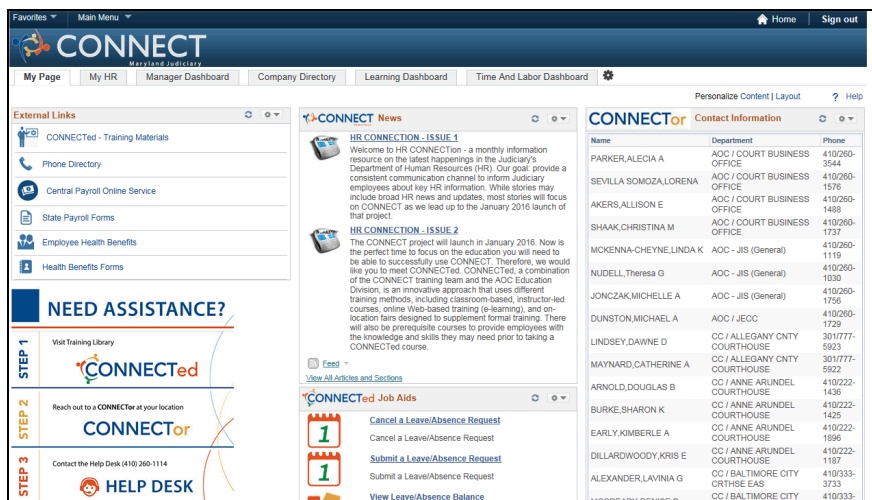 Favorites Main Menu Home Sign out
CONNECT
Maryland Judiciary
My Page My HR Manager Dashboard Company Directory Learning Dashboard Time And Labor Dashboard
Personalize Content | Layout ? Help
External Links
CONNECTed - Training Materials
Phone Directory
Central Payroll Online Service
State Payroll Forms
Employee Health Benefits
Health Benefits Forms
NEED ASSISTANCE?
STEP 1
Visit Training Library
CONNECTed
STEP 2
Reach out to a CONNECTor at your location
CONNECTor
STEP 3
Contact the Help Desk (410) 260-1114
HELP DESK
CONNECT News
HR CONNECTION - ISSUE 1
Welcome to HR CONNECTion - a monthly information
resource on the latest happenings in the Judiciary's
Department of Human Resources (HR). Our goal: provide a
consistent communication channel to inform Judiciary
employees about key HR information. While stories may
include broad HR news and updates, most stories will focus
on CONNECT as we lead up to the January 2016 launch of
that project.
HR CONNECTION - ISSUE 2
The CONNECT project will launch in January 2016. Now is
the perfect time to focus on the education you will need to
be able to successfully use CONNECT. Therefore, we would
like you to meet CONNECTed. CONNECTed, a combination
of the CONNECT training team and the AOC Education
Division, is an innovative approach that uses different
training methods, including classroom-based, instructor-led
courses, online Web-based training (e-learning), and on-
location fairs designed to supplement formal training. There
will also be prerequisite courses to provide employees with
the knowledge and skills they may need prior to taking a
CONNECTed course.
Feed
View All Articles and Sections
CONNECTed Job Aids
1
Cancel a Leave/Absence Request
Cancel a Leave/Absence Request
1
Submit a Leave/Absence Request
Submit a Leave/Absence Request
View Leave/Absence Balance
CONNECTor Contact Information
Name Department Phone
PARKER,ALECIA A AOC / COURT BUSINESS OFFICE 410/260-3544
SEVILLA SOMOZA,LORENA AOC / COURT BUSINESS OFFICE 410/260-1576
AKERS,ALLISON E AOC / COURT BUSINESS OFFICE 410/260-1488
SHAAK,CHRISTINA M AOC / COURT BUSINESS OFFICE 410/260-1737
MCKENNA-CHEYNE,LINDA K AOC - JIS (General) 410/260-1119
NUDELL,Theresa G AOC - JIS (General) 410/260-1030
JONCZAK,MICHELLE A AOC - JIS (General) 410/260-1756
DUNSTON,MICHAEL A AOC / JECC 410/260-1729
LINDSEY,DAWNE D CC / ALLEGANY CNTY COURTHOUSE 301/777-5923
MAYNARD,CATHERINE A CC / ALLEGANY CNTY COURTHOUSE 301/777-5922
ARNOLD,DOUGLAS B CC / ANNE ARUNDEL COURTHOUSE 410/222-1436
BURKE,SHARON K CC / ANNE ARUNDEL COURTHOUSE 410/222-1425
EARLY,KIMBERLE A CC / ANNE ARUNDEL COURTHOUSE 410/222-1896
DILLARDWOODY,KRIS E CC / ANNE ARUNDEL COURTHOUSE 410/222-1187
ALEXANDER,LAVINIA G CC / BALTIMORE CITY CRTHSE EAS 410/333-3733
CC / BALTIMORE CITY 410/333-